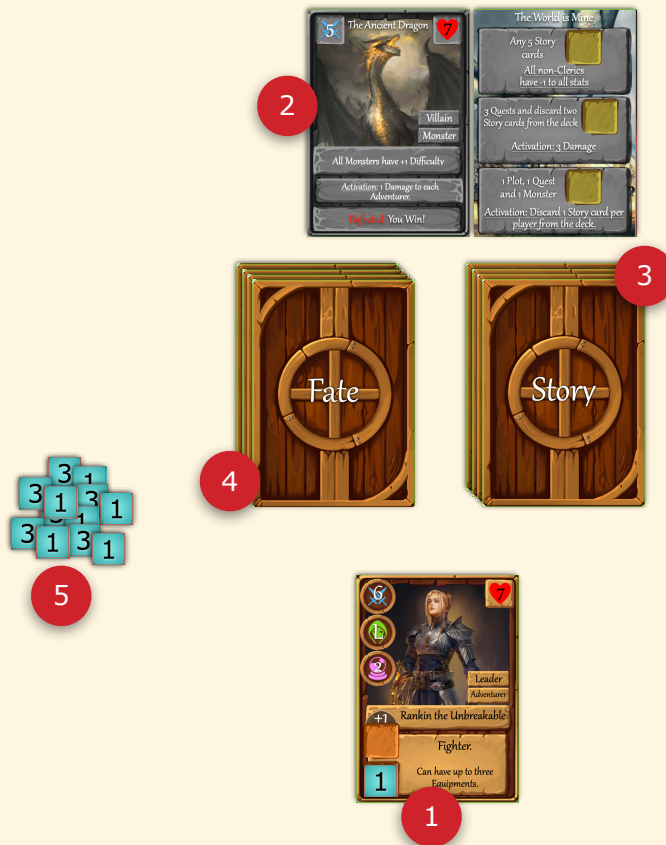 5 The Ancient Dragon 7
Villain
Monster
All Monsters have +1 Difficulty
Activation: 1 Damage to each
Adventurer.
Defeated: You Win!
The World is Mine
Any 5 Story
cards
All non-Clerics
have -1 to all stats
3 Quests and discard two
Story cards from the deck
Activation: 3 Damage
1 Plot, 1 Quest
and 1 Monster
Activation: Discard 1 Story card per
player from the deck.
2
3
Fate
Story
4
3
1
3
1
3
1
1
3
1
3
1
5
6
7
L
2
Leader
Adventurer
+1 Rankin the Unbreakable
Fighter.
Can have up to three
Equipments.
1
1